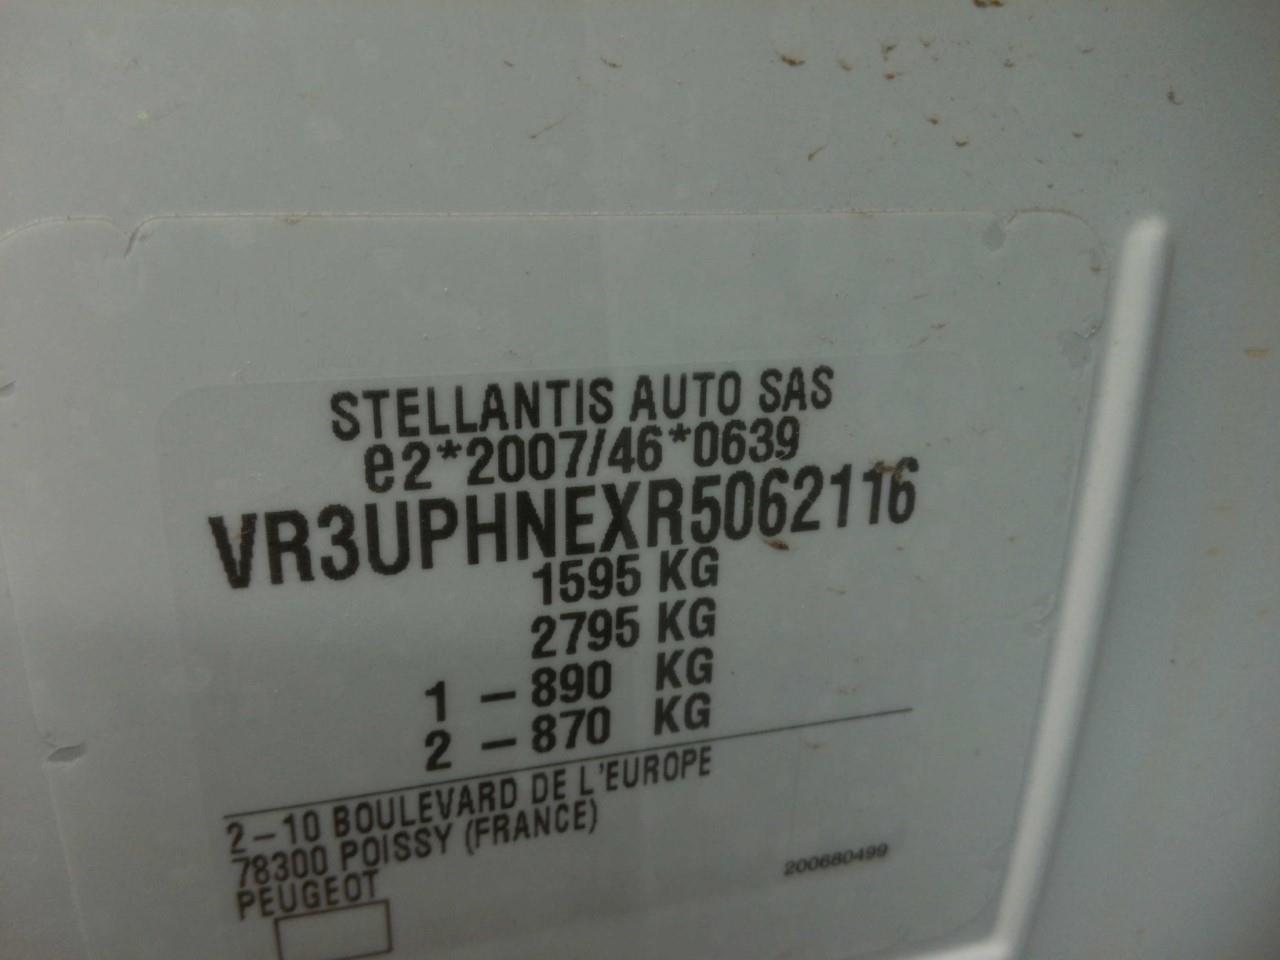 STELLANTIS AUTO SAS
e2*2007/46*0639
VR3UPHNEXR5062116
1595 KG
2795 KG
1 - 890 KG
2 - 870 KG
2-10 BOULEVARD DE L'EUROPE
78300 POISSY (FRANCE)
PEUGEOT
200680499